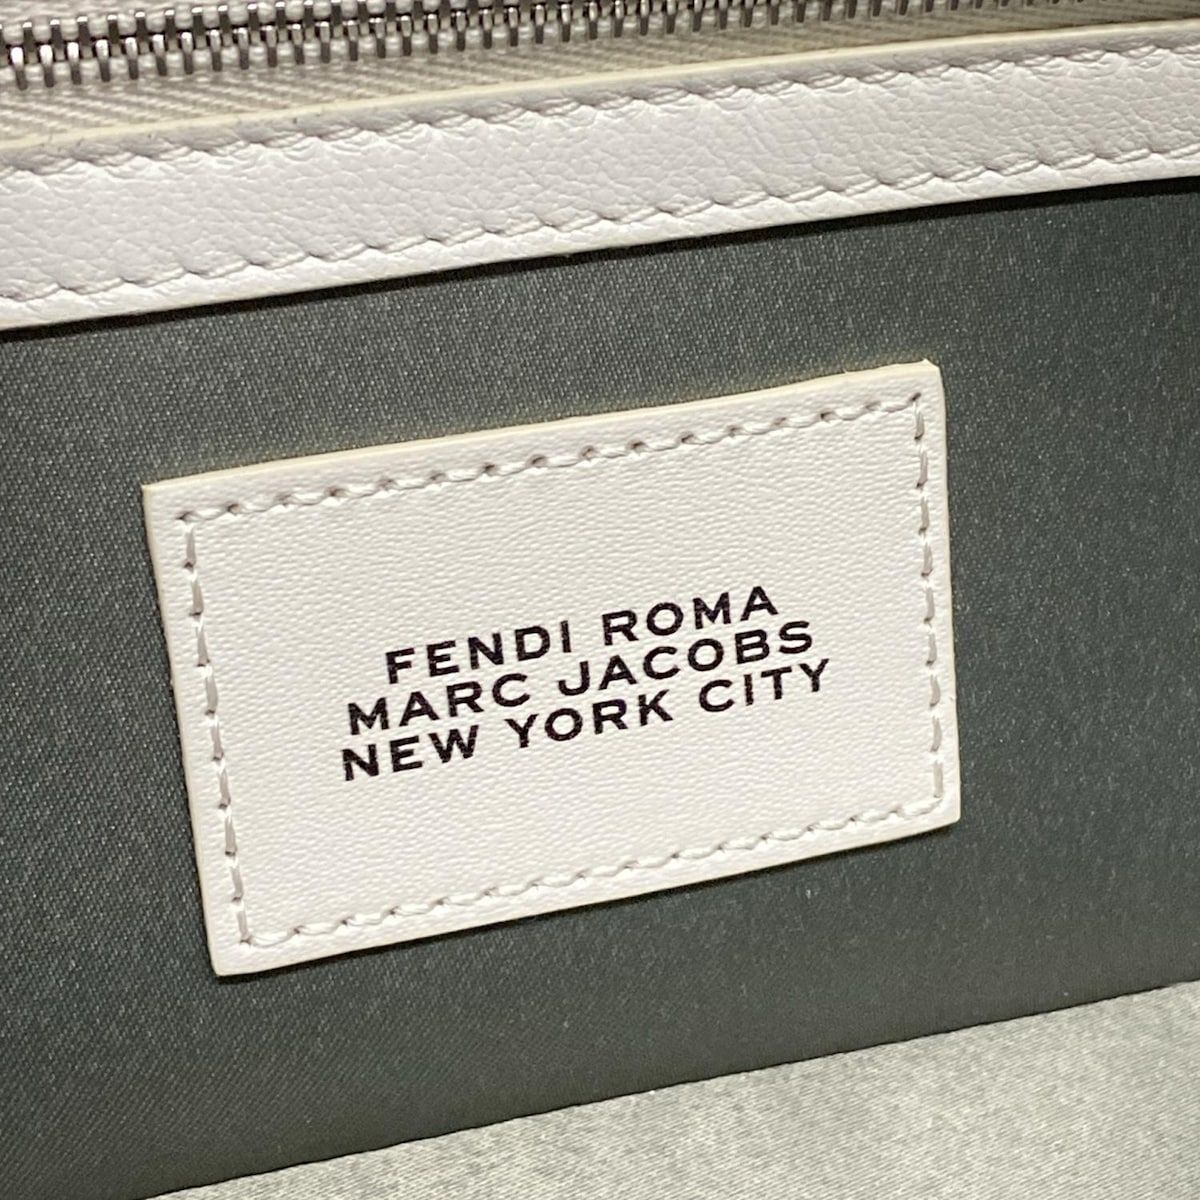 FENDI ROMA
MARC JACOBS
NEW YORK CITY